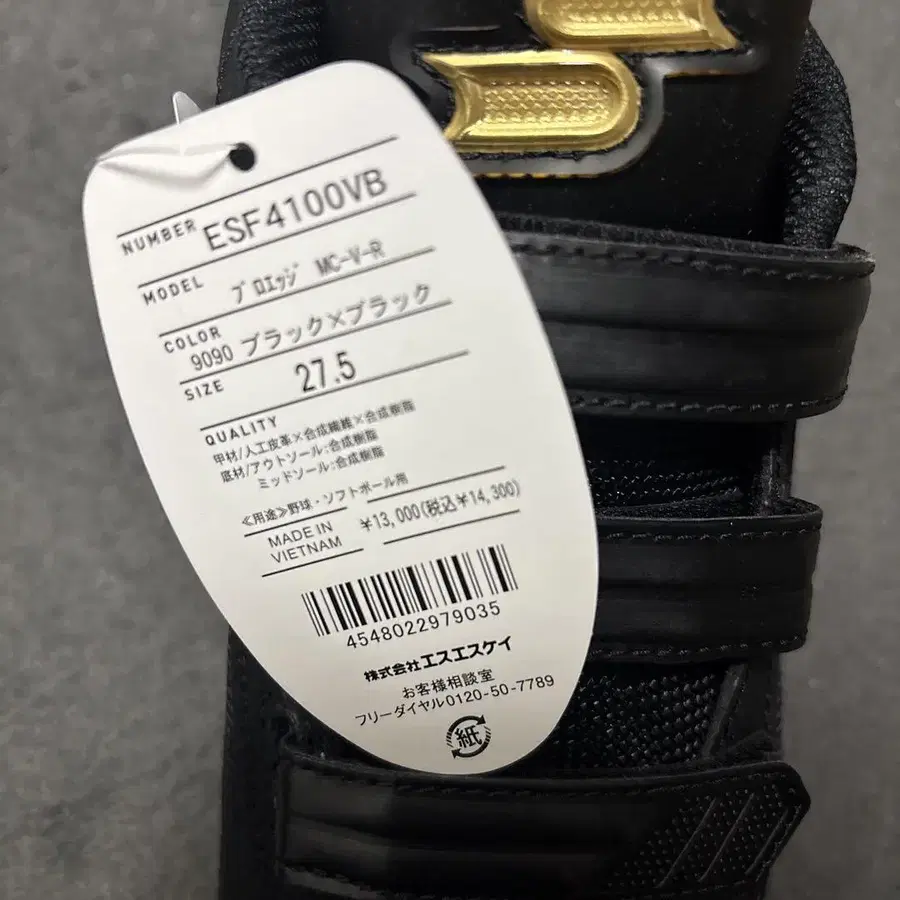 NUMBER ESF4100VB
MODEL プロエッジ MC-V-R
COLOR
9090 ブラック×ブラック
SIZE 27.5
QUALITY
甲材/人工皮革×合成繊維×合成樹脂
底材/アウトソール:合成樹脂
ミッドソール:合成樹脂
≪用途≫野球・ソフトボール用
MADE IN
VIETNAM
¥13,000(税込¥14,300)
4548022979035
株式会社エスエスケイ
お客様相談室
フリーダイヤル0120-50-7789
紙